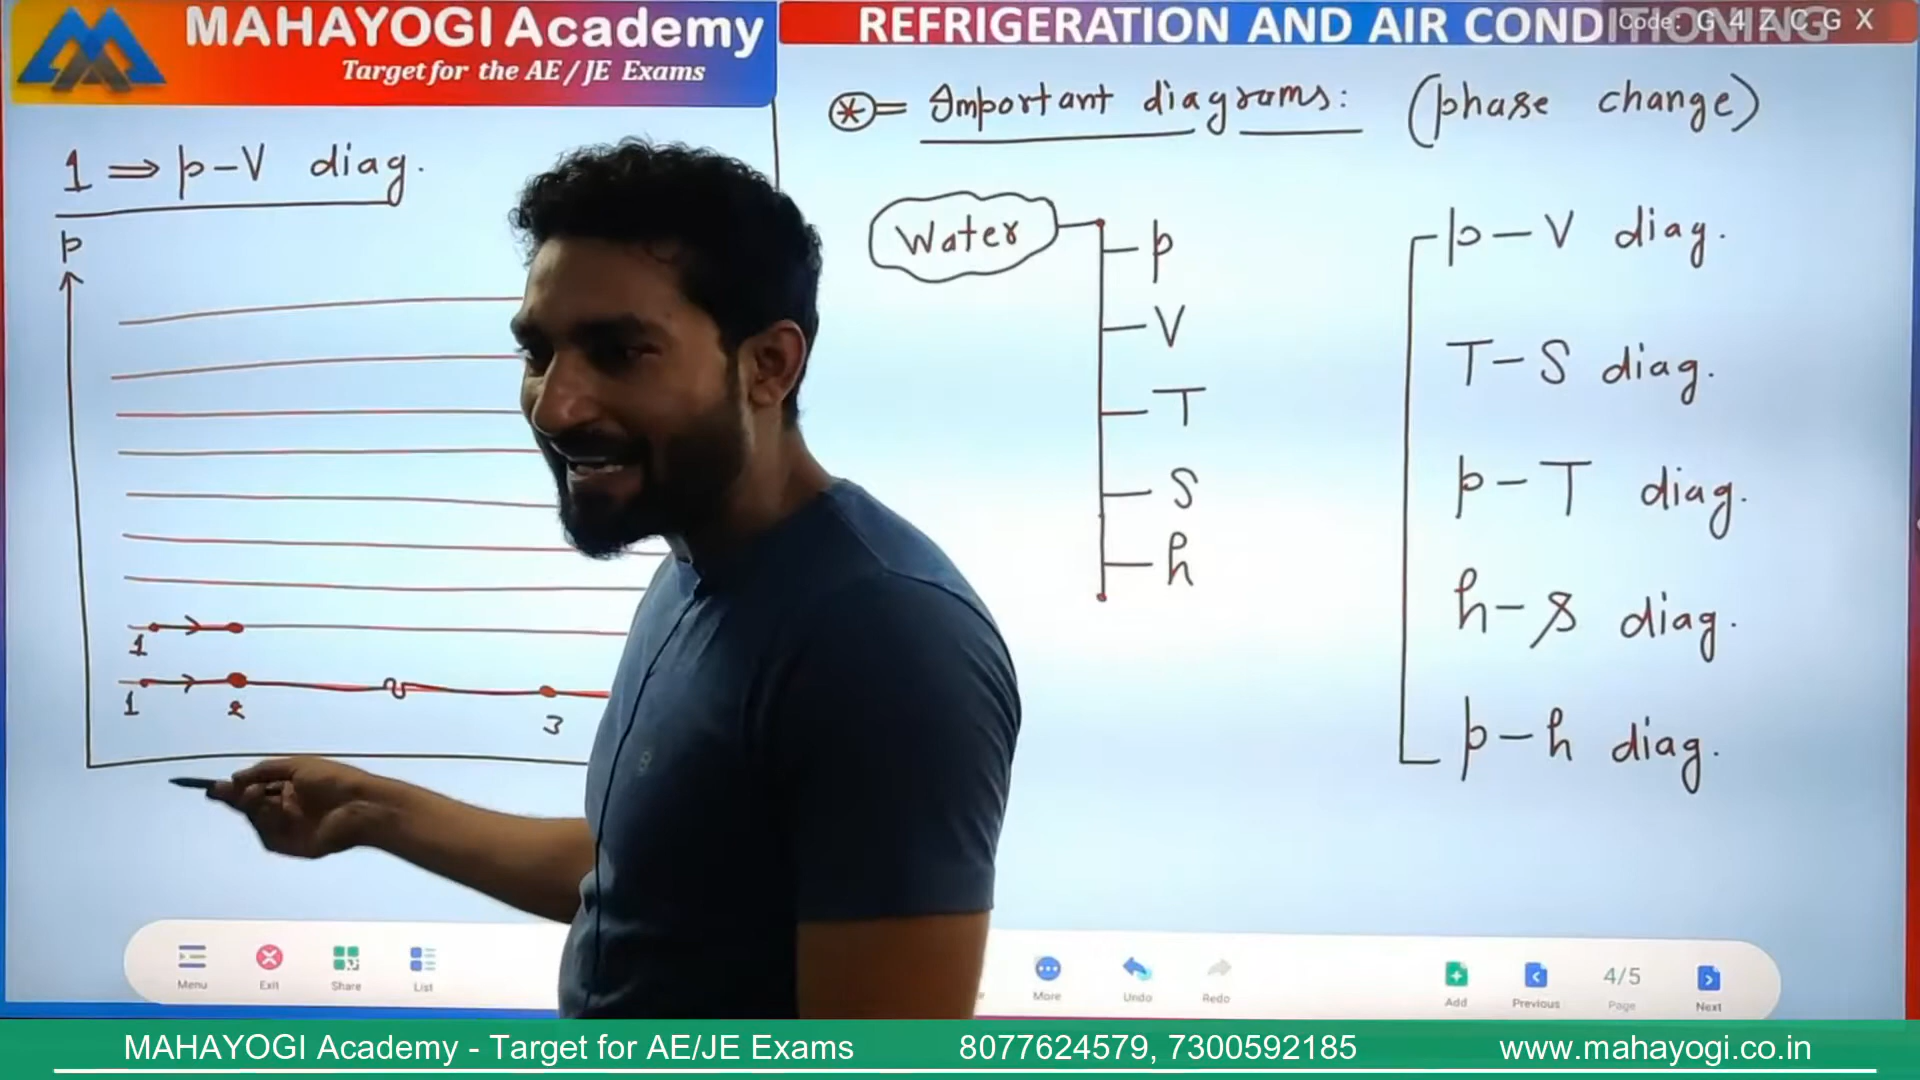 MAHAYOGI Academy
Target for the AE/JE Exams
REFRIGERATION AND AIR CONDITIONING
Code: G 4 Z C G X
⊛= Important diagrams: (phase change)
1 ⇒ p-V diag.
p
1
1
2
3
Water
p
V
T
S
h
p-V diag.
T-S diag.
p-T diag.
h-s diag.
p-h diag.
Menu
Exit
Share
List
More
Undo
Redo
Add
Previous
4/5
Page
Next
MAHAYOGI Academy - Target for AE/JE Exams 8077624579, 7300592185 www.mahayogi.co.in